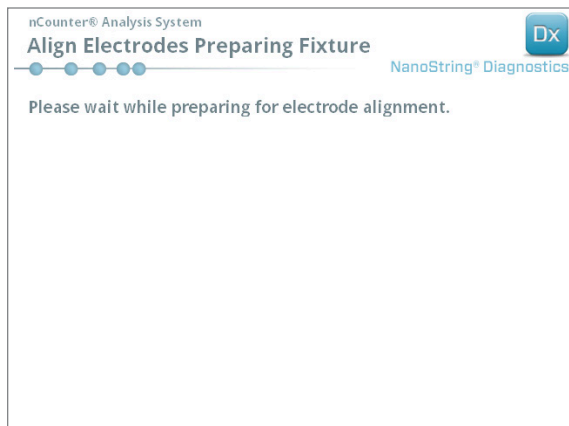 nCounter® Analysis System
Align Electrodes Preparing Fixture
Dx
NanoString® Diagnostics
Please wait while preparing for electrode alignment.